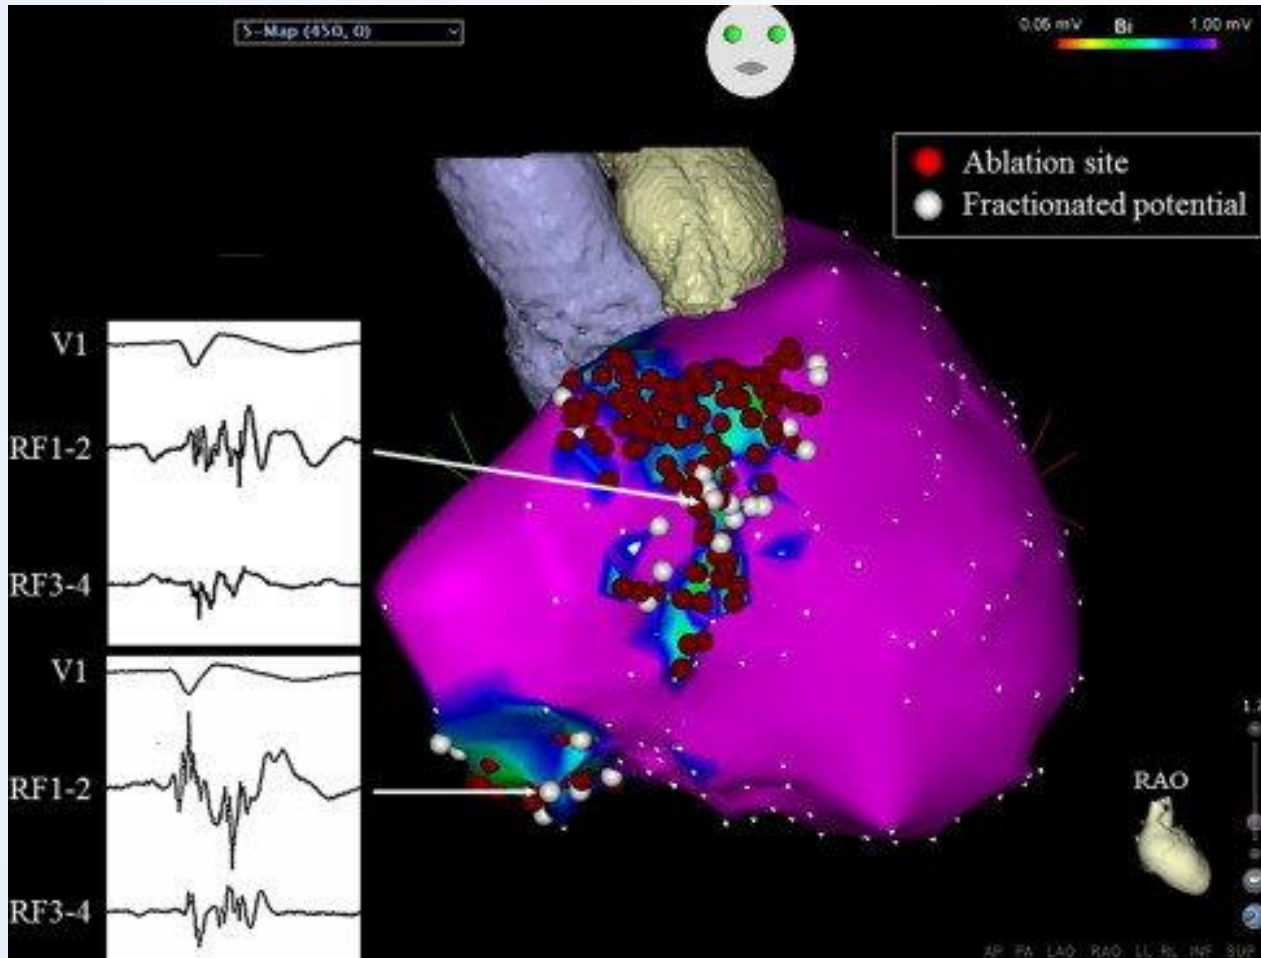 5-Map (450, 0)
0.05 mV Bi 1.00 mV
Ablation site
Fractionated potential
V1
RF1-2
RF3-4
V1
RF1-2
RF3-4
RAO
AP PA LAO RAO LL RL INF SUP